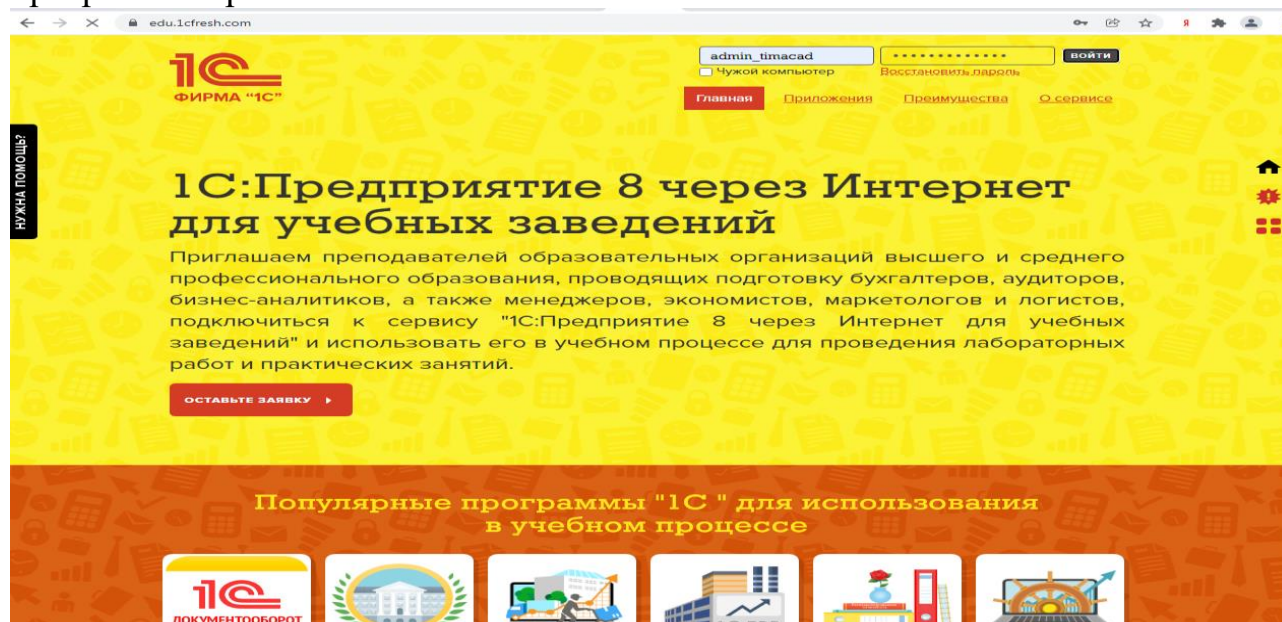 edu.1cfresh.com
1С
ФИРМА "1С"
admin_timacad
•••••••••••••
ВОЙТИ
Чужой компьютер
Восстановить пароль
Главная
Приложения
Преимущества
О сервисе
НУЖНА ПОМОЩЬ?
1С:Предприятие 8 через Интернет
для учебных заведений
Приглашаем преподавателей образовательных организаций высшего и среднего
профессионального образования, проводящих подготовку бухгалтеров, аудиторов,
бизнес-аналитиков, а также менеджеров, экономистов, маркетологов и логистов,
подключиться к сервису "1С:Предприятие 8 через Интернет для учебных
заведений" и использовать его в учебном процессе для проведения лабораторных
работ и практических занятий.
ОСТАВЬТЕ ЗАЯВКУ
Популярные программы "1С " для использования
в учебном процессе
1С
ДОКУМЕНТООБОРОТ